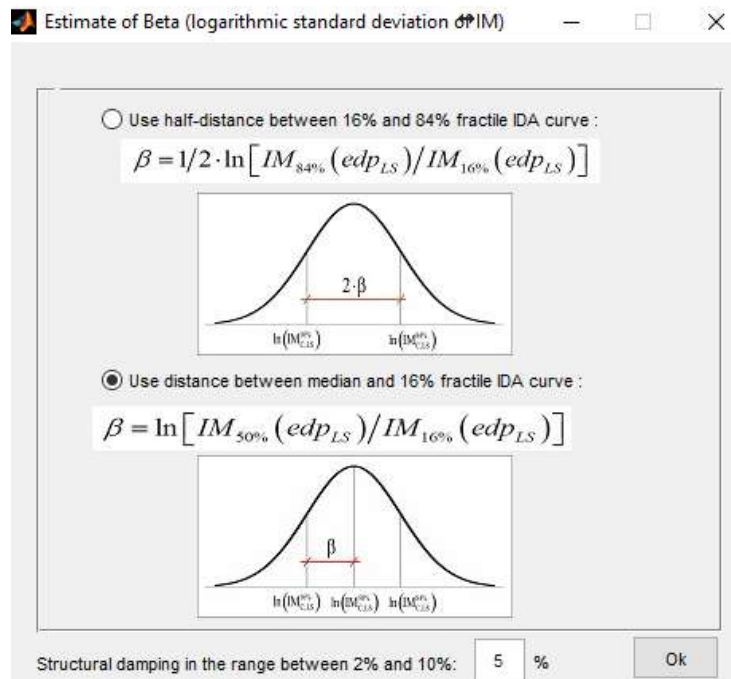 Estimate of Beta (logarithmic standard deviation of IM)
Use half-distance between 16% and 84% fractile IDA curve :
β = 1/2 · ln[IM84% (edpLS)/IM16% (edpLS)]
2·β
Use distance between median and 16% fractile IDA curve :
β = ln[IM50% (edpLS)/IM16% (edpLS)]
β
Structural damping in the range between 2% and 10%: 5 % Ok